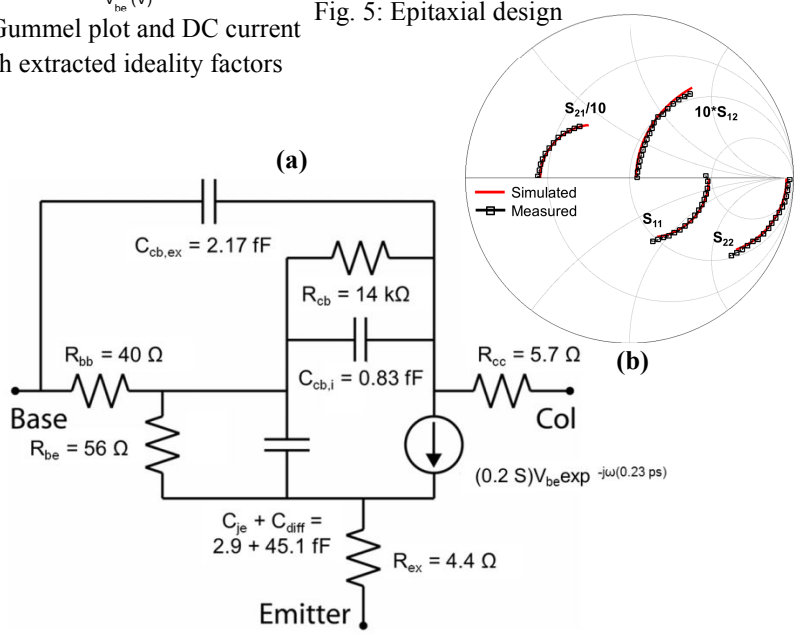 V_be (V)
Gummel plot and DC current
h extracted ideality factors
Fig. 5: Epitaxial design
S21/10
10*S12
Simulated
Measured
S11
S22
(b)
(a)
Ccb,ex = 2.17 fF
Rcb = 14 kΩ
Rbb = 40 Ω
Ccb,i = 0.83 fF
Rcc = 5.7 Ω
Base
Col
Rbe = 56 Ω
(0.2 S)Vbeexp -jω(0.23 ps)
Cje + Cdiff =
2.9 + 45.1 fF
Rex = 4.4 Ω
Emitter